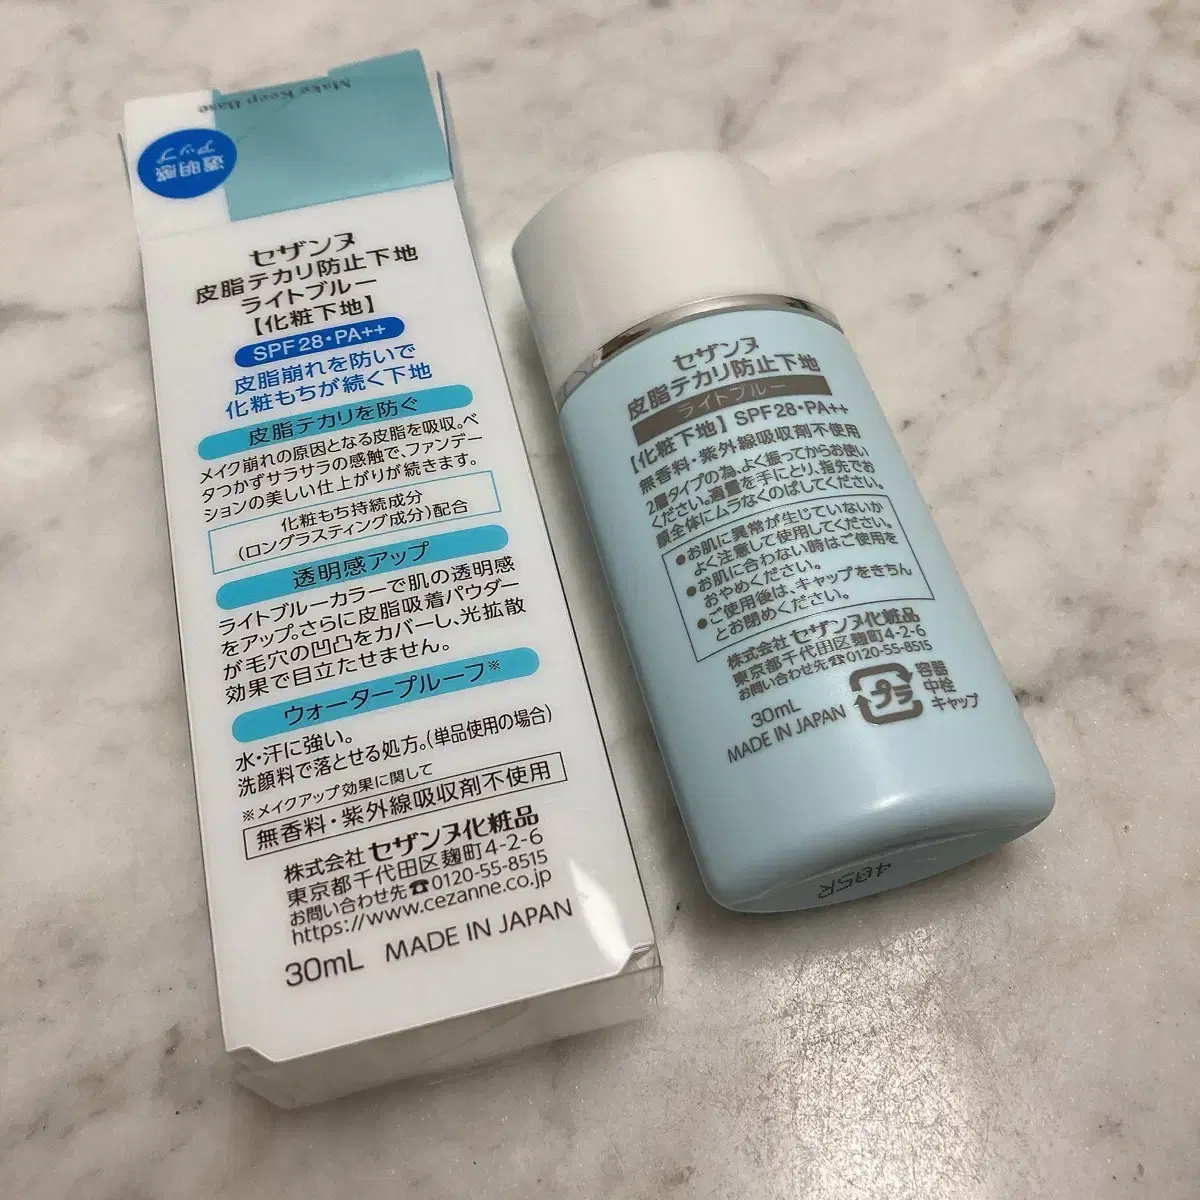 Make Keep Base
透明感
アップ
セザンヌ
皮脂テカリ防止下地
ライトブルー
【化粧下地】
SPF28・PA++
皮脂崩れを防いで
化粧もちが続く下地
皮脂テカリを防ぐ
メイク崩れの原因となる皮脂を吸収。ベ
タつかずサラサラの感触で、ファンデー
ションの美しい仕上がりが続きます。
化粧もち持続成分
(ロングラスティング成分)配合
透明感アップ
ライトブルーカラーで肌の透明感
をアップ。さらに皮脂吸着パウダー
が毛穴の凹凸をカバーし、光拡散
効果で目立たせません。
ウォータープルーフ※
水・汗に強い。
洗顔料で落とせる処方。(単品使用の場合)
※メイクアップ効果に関して
無香料・紫外線吸収剤不使用
株式会社 セザンヌ化粧品
東京都千代田区麹町4-2-6
お問い合わせ先☎0120-55-8515
https://www.cezanne.co.jp
30mL MADE IN JAPAN
セザンヌ
皮脂テカリ防止下地
ライトブルー
【化粧下地】 SPF28・PA++
無香料・紫外線吸収剤不使用
2層タイプの為、よく振ってからお使い
ください。適量を手にとり、指先でお
顔全体にムラなくのばしてください。
●お肌に異常が生じていないか
よく注意して使用してください。
●お肌に合わない時はご使用を
おやめください。
●ご使用後は、キャップをきちん
とお閉めください。
株式会社 セザンヌ化粧品
東京都千代田区麹町4-2-6
お問い合わせ先☎0120-55-8515
30mL
MADE IN JAPAN
プラ
容器
中栓
キャップ